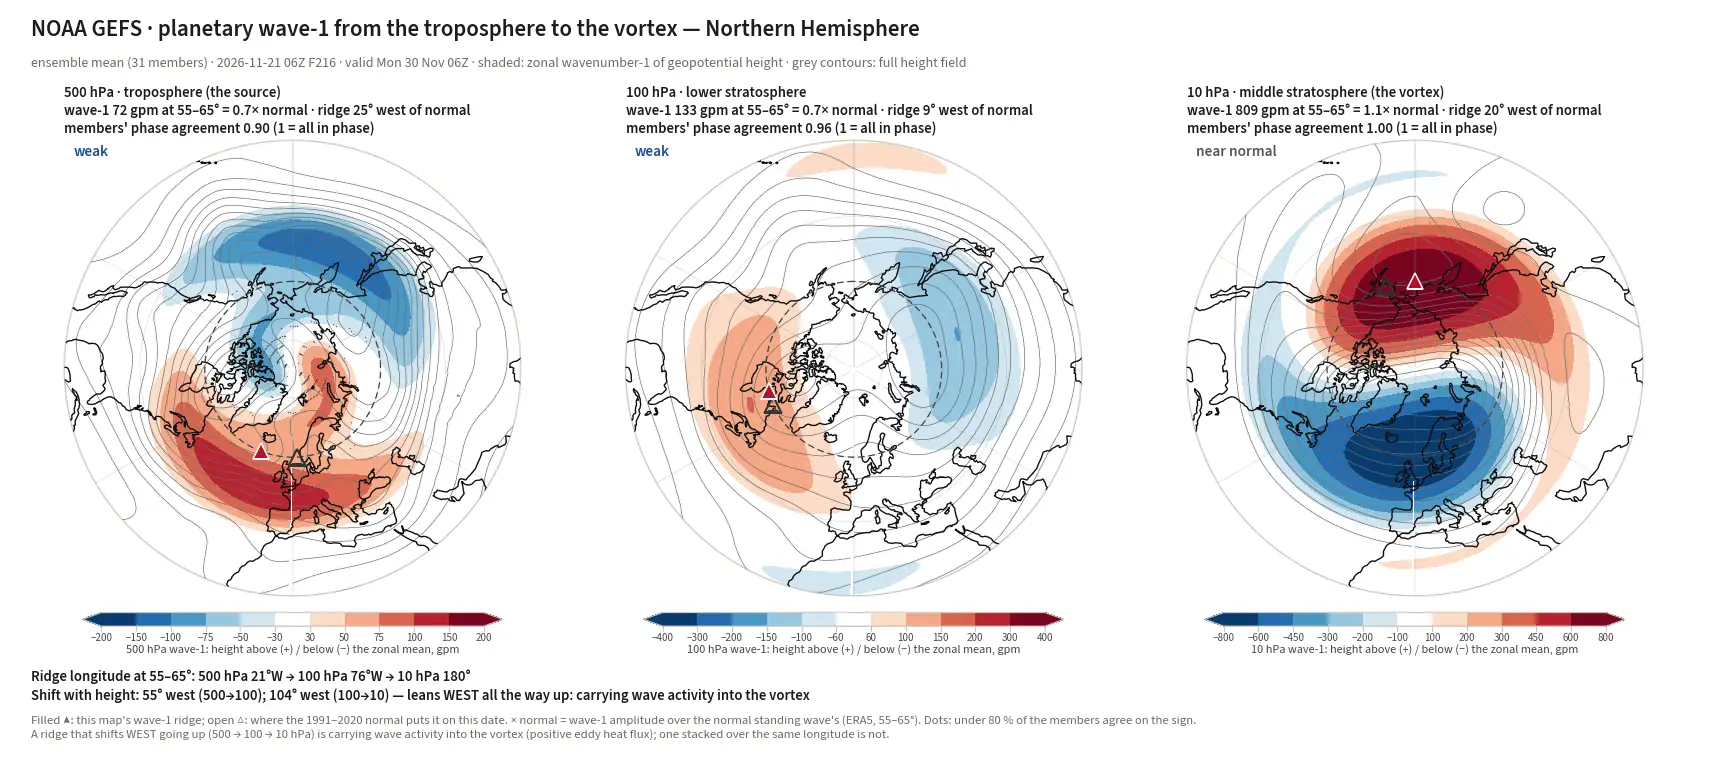 NOAA GEFS · planetary wave-1 from the troposphere to the vortex — Northern Hemisphere
ensemble mean (31 members) · 2026-11-21 06Z F216 · valid Mon 30 Nov 06Z · shaded: zonal wavenumber-1 of geopotential height · grey contours: full height field
500 hPa · troposphere (the source)
wave-1 72 gpm at 55–65° = 0.7× normal · ridge 25° west of normal
members' phase agreement 0.90 (1 = all in phase)
weak
100 hPa · lower stratosphere
wave-1 133 gpm at 55–65° = 0.7× normal · ridge 9° west of normal
members' phase agreement 0.96 (1 = all in phase)
weak
10 hPa · middle stratosphere (the vortex)
wave-1 809 gpm at 55–65° = 1.1× normal · ridge 20° west of normal
members' phase agreement 1.00 (1 = all in phase)
near normal
−200 −150 −100 −75 −50 −30 30 50 75 100 150 200
500 hPa wave-1: height above (+) / below (−) the zonal mean, gpm
−400 −300 −200 −150 −100 −60 60 100 150 200 300 400
100 hPa wave-1: height above (+) / below (−) the zonal mean, gpm
−800 −600 −450 −300 −200 −100 100 200 300 450 600 800
10 hPa wave-1: height above (+) / below (−) the zonal mean, gpm
Ridge longitude at 55–65°: 500 hPa 21°W → 100 hPa 76°W → 10 hPa 180°
Shift with height: 55° west (500→100); 104° west (100→10) — leans WEST all the way up: carrying wave activity into the vortex
Filled ▲: this map's wave-1 ridge; open △: where the 1991–2020 normal puts it on this date. × normal = wave-1 amplitude over the normal standing wave's (ERA5, 55–65°). Dots: under 80 % of the members agree on the sign.
A ridge that shifts WEST going up (500 → 100 → 10 hPa) is carrying wave activity into the vortex (positive eddy heat flux); one stacked over the same longitude is not.